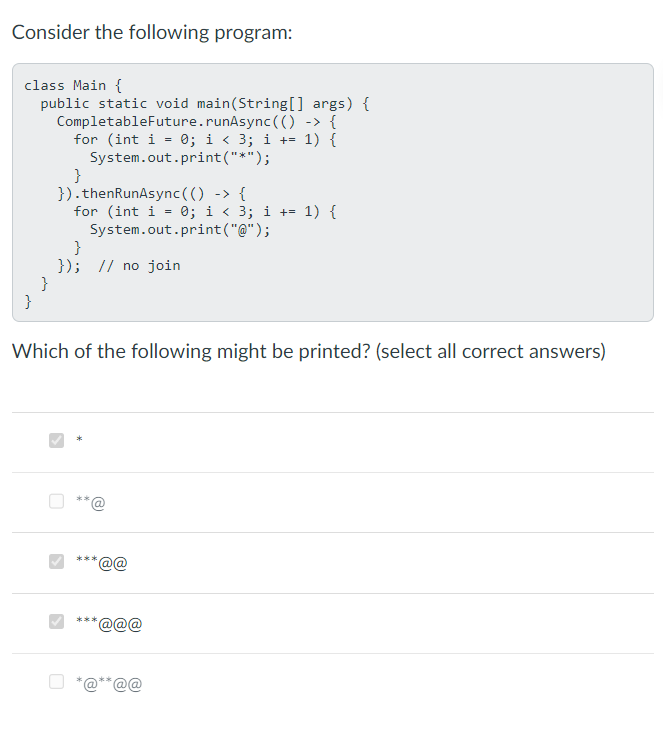 Consider the following program:
class Main {
  public static void main(String[] args) {
    CompletableFuture.runAsync(() -> {
      for (int i = 0; i < 3; i += 1) {
        System.out.print("*");
      }
    }).thenRunAsync(() -> {
      for (int i = 0; i < 3; i += 1) {
        System.out.print("@");
      }
    });  // no join
  }
}
Which of the following might be printed? (select all correct answers)
*
**@
***@@
***@@@
*@**@@